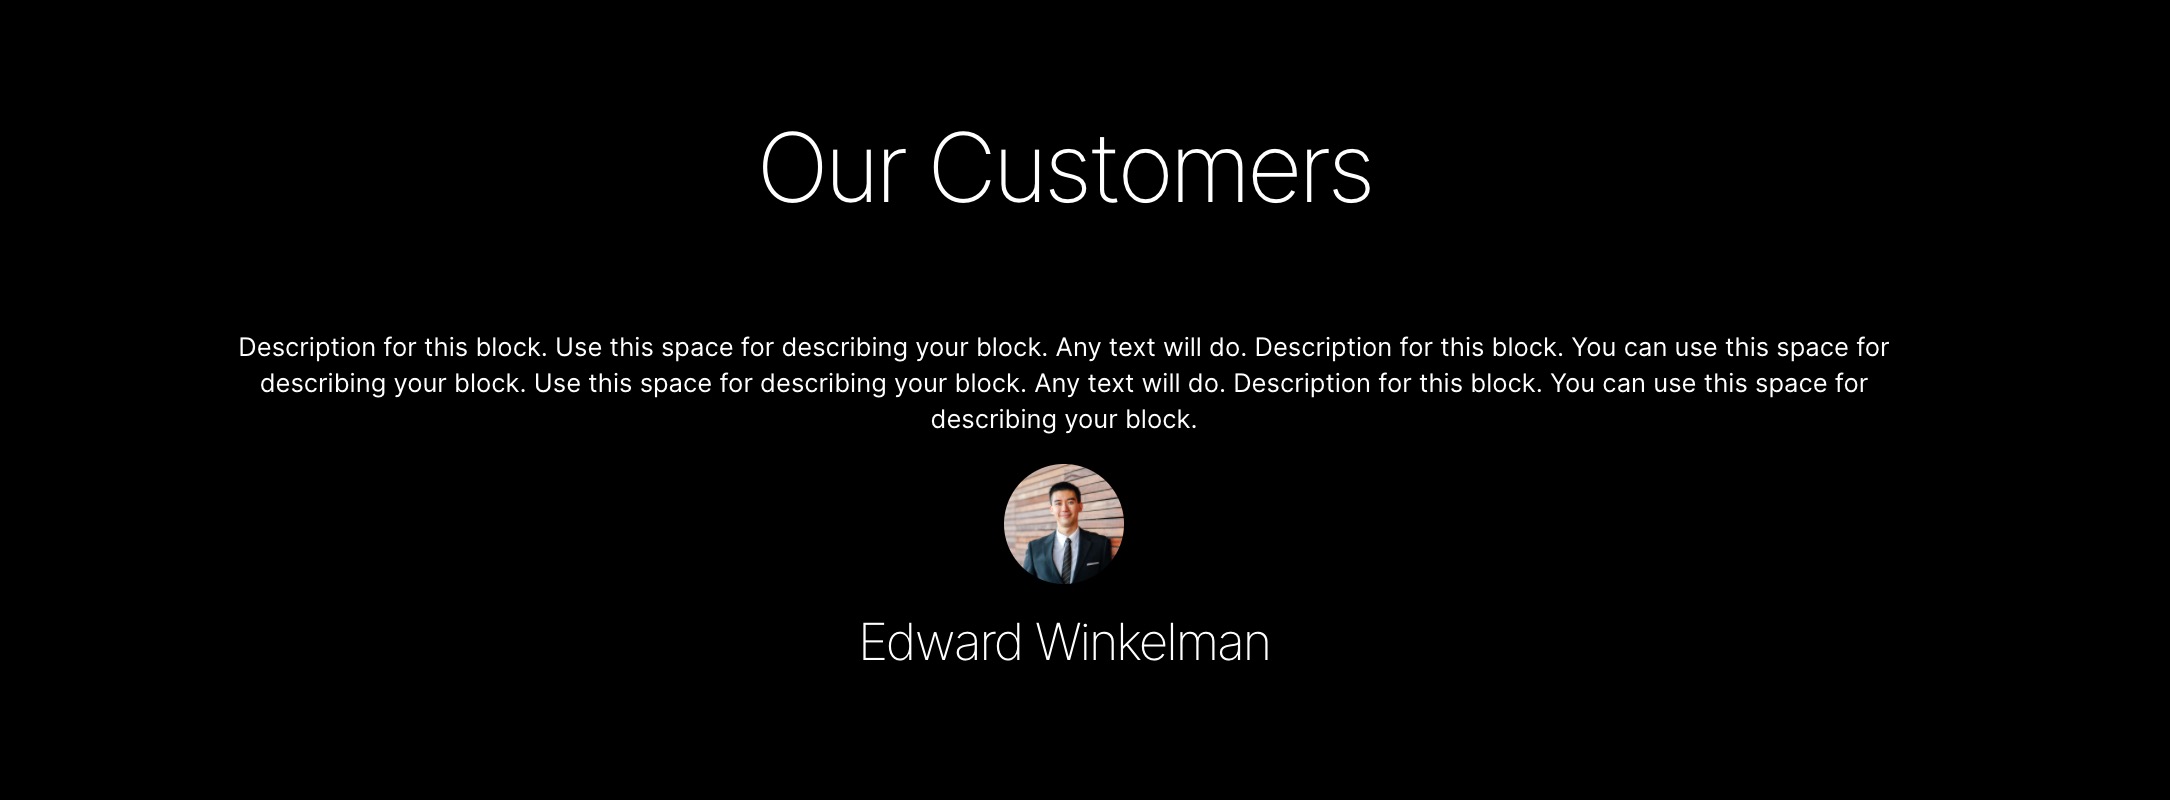 Our Customers
Description for this block. Use this space for describing your block. Any text will do. Description for this block. You can use this space for
describing your block. Use this space for describing your block. Any text will do. Description for this block. You can use this space for
describing your block.
Edward Winkelman